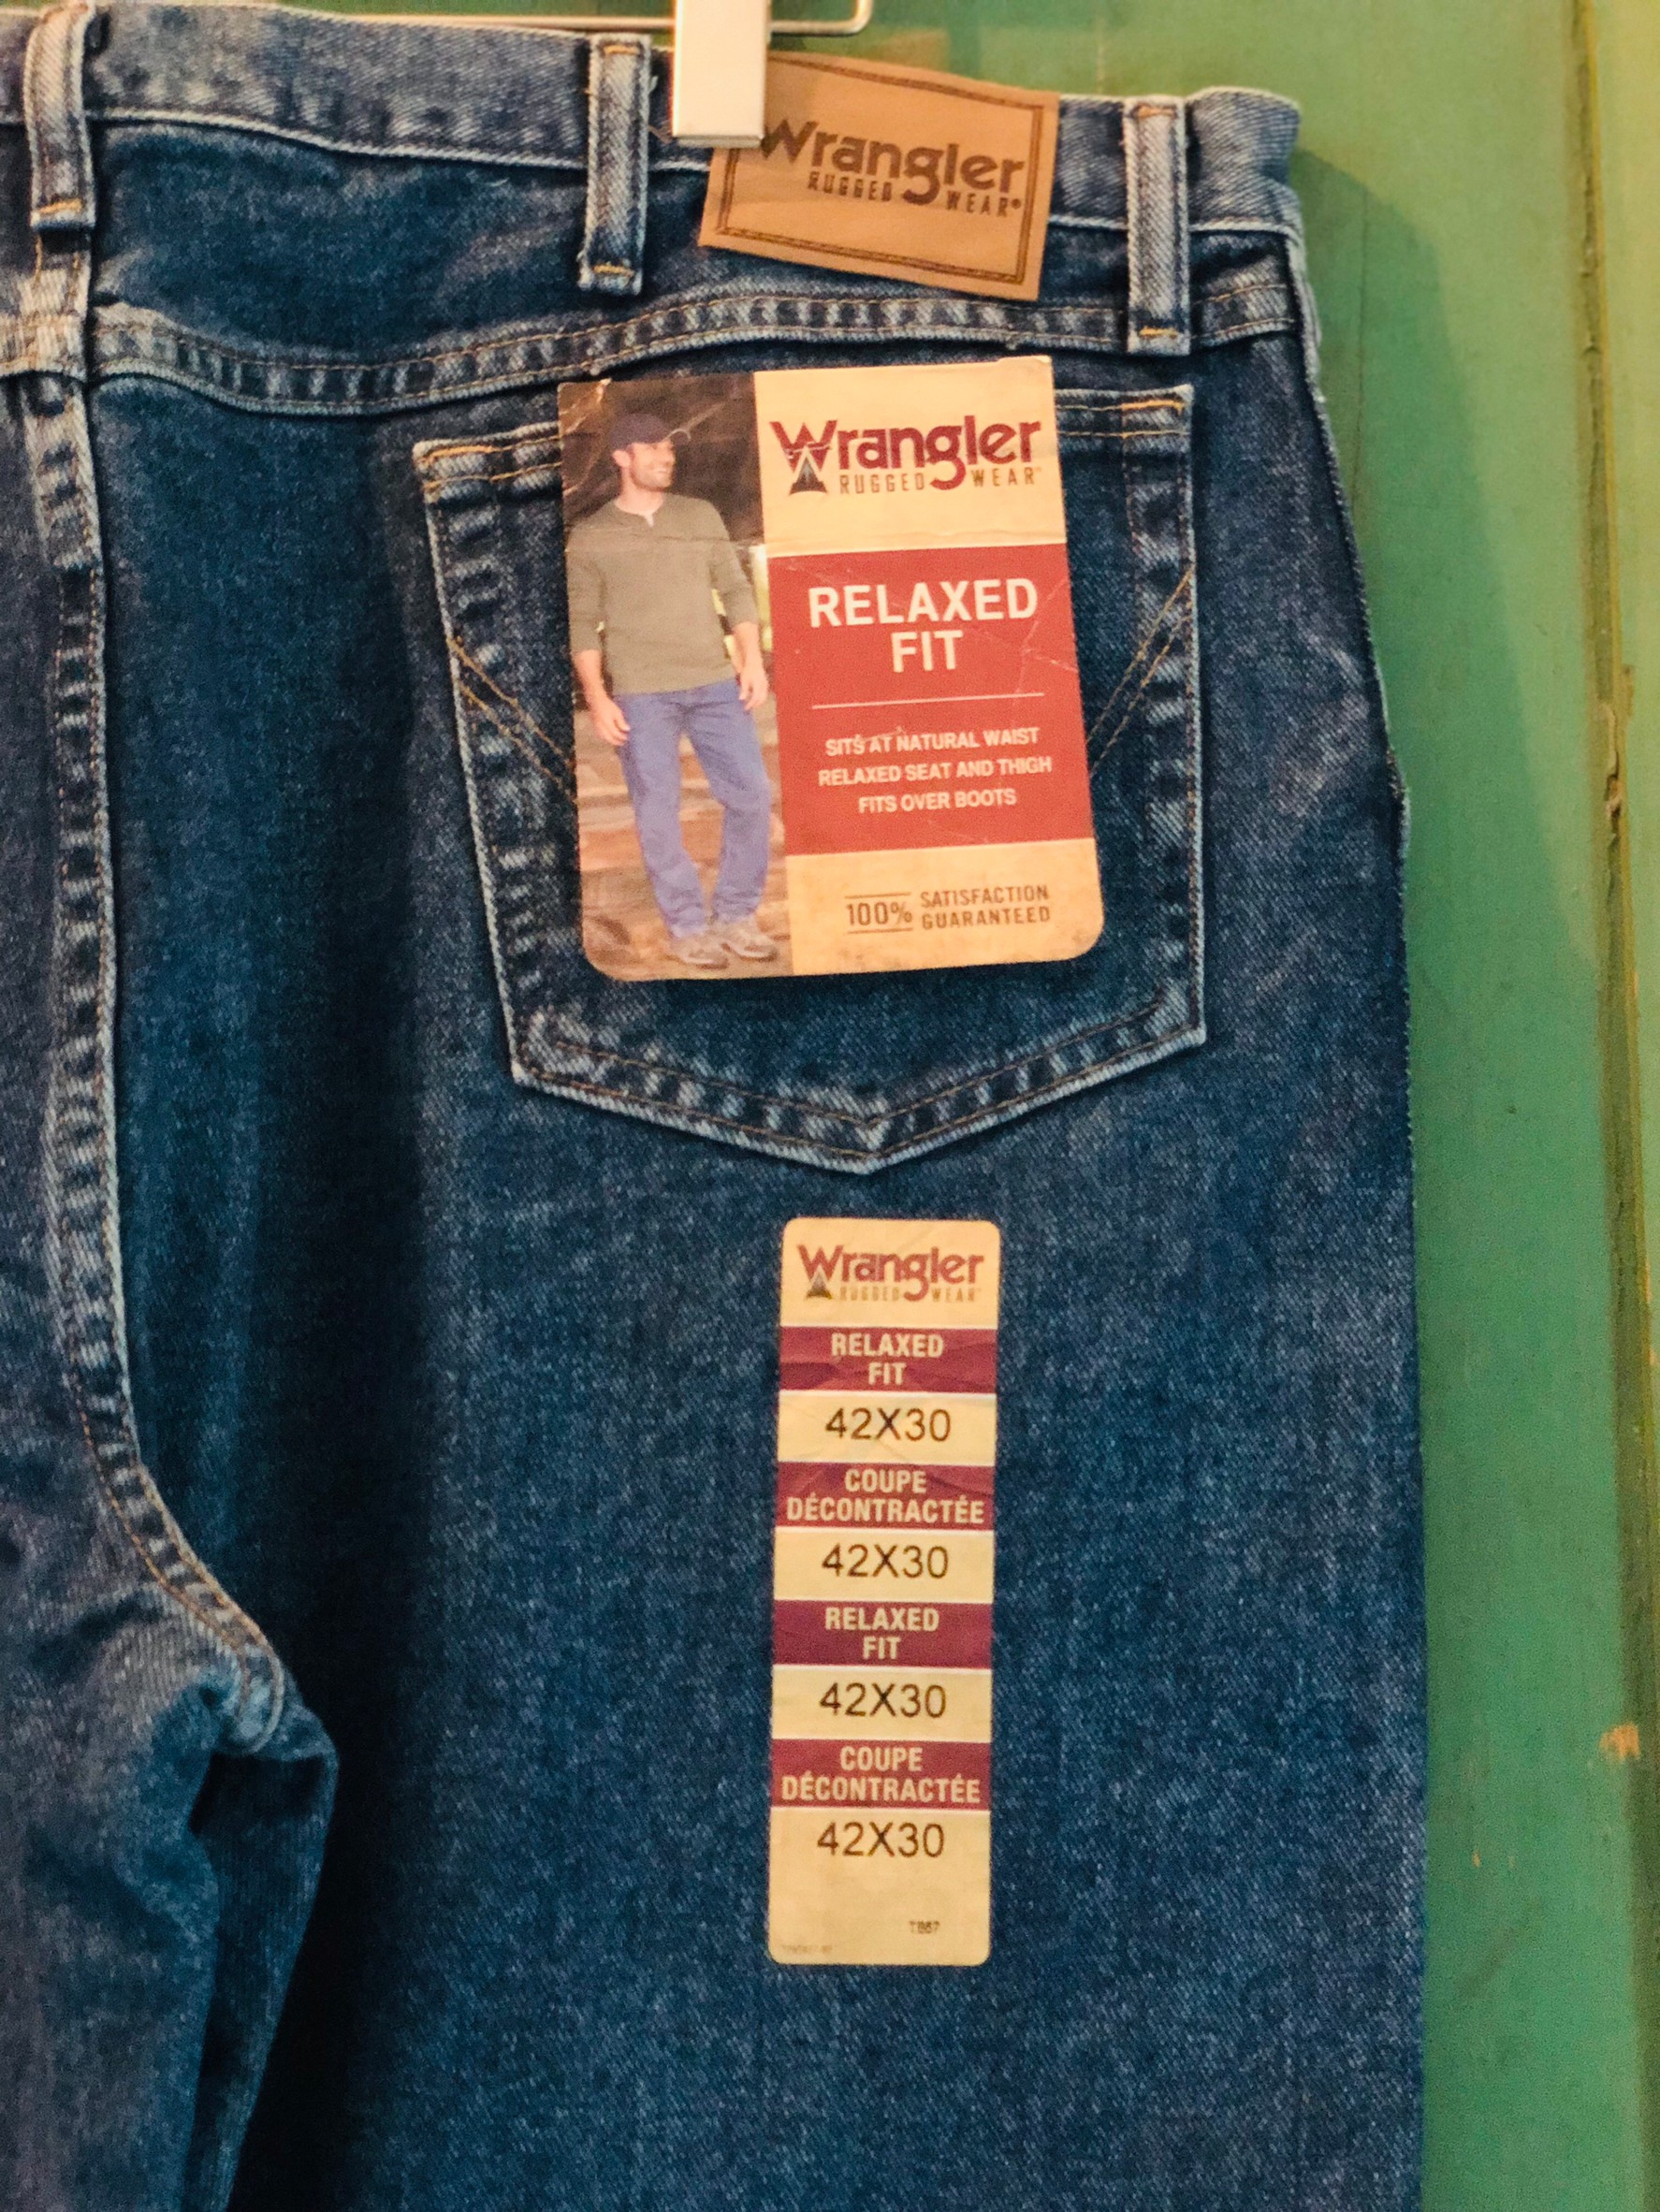 Wrangler
RUGGED WEAR®
Wrangler
RUGGED WEAR
RELAXED
FIT
SITS AT NATURAL WAIST
RELAXED SEAT AND THIGH
FITS OVER BOOTS
100% SATISFACTION
GUARANTEED
Wrangler
RUGGED WEAR
RELAXED
FIT
42X30
COUPE
DÉCONTRACTÉE
42X30
RELAXED
FIT
42X30
COUPE
DÉCONTRACTÉE
42X30